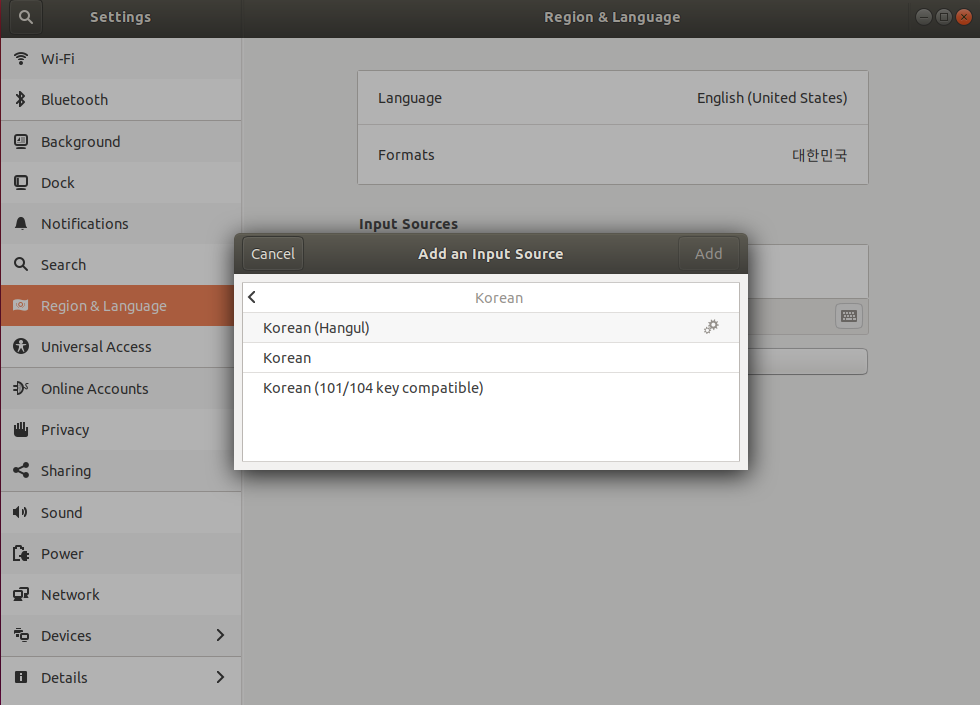 Settings
Region & Language
Wi-Fi
Bluetooth
Background
Dock
Notifications
Search
Region & Language
Universal Access
Online Accounts
Privacy
Sharing
Sound
Power
Network
Devices
Details
Language English (United States)
Formats 대한민국
Input Sources
Cancel Add an Input Source Add
Korean
Korean (Hangul)
Korean
Korean (101/104 key compatible)